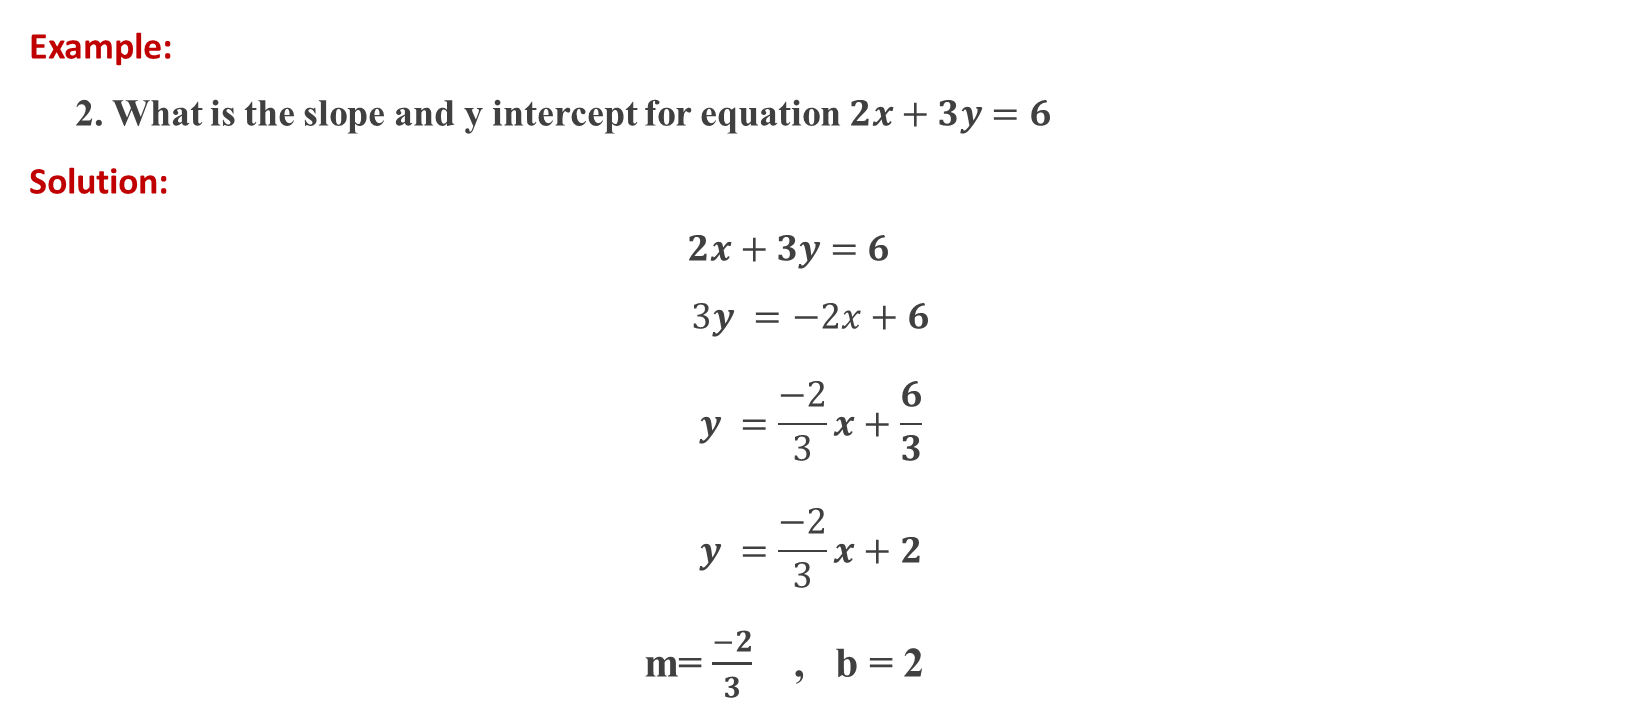 Example:
2. What is the slope and y intercept for equation 2x + 3y = 6
Solution:
2x + 3y = 6
3y = −2x + 6
y = −2/3 x + 6/3
y = −2/3 x + 2
m= −2/3 , b = 2